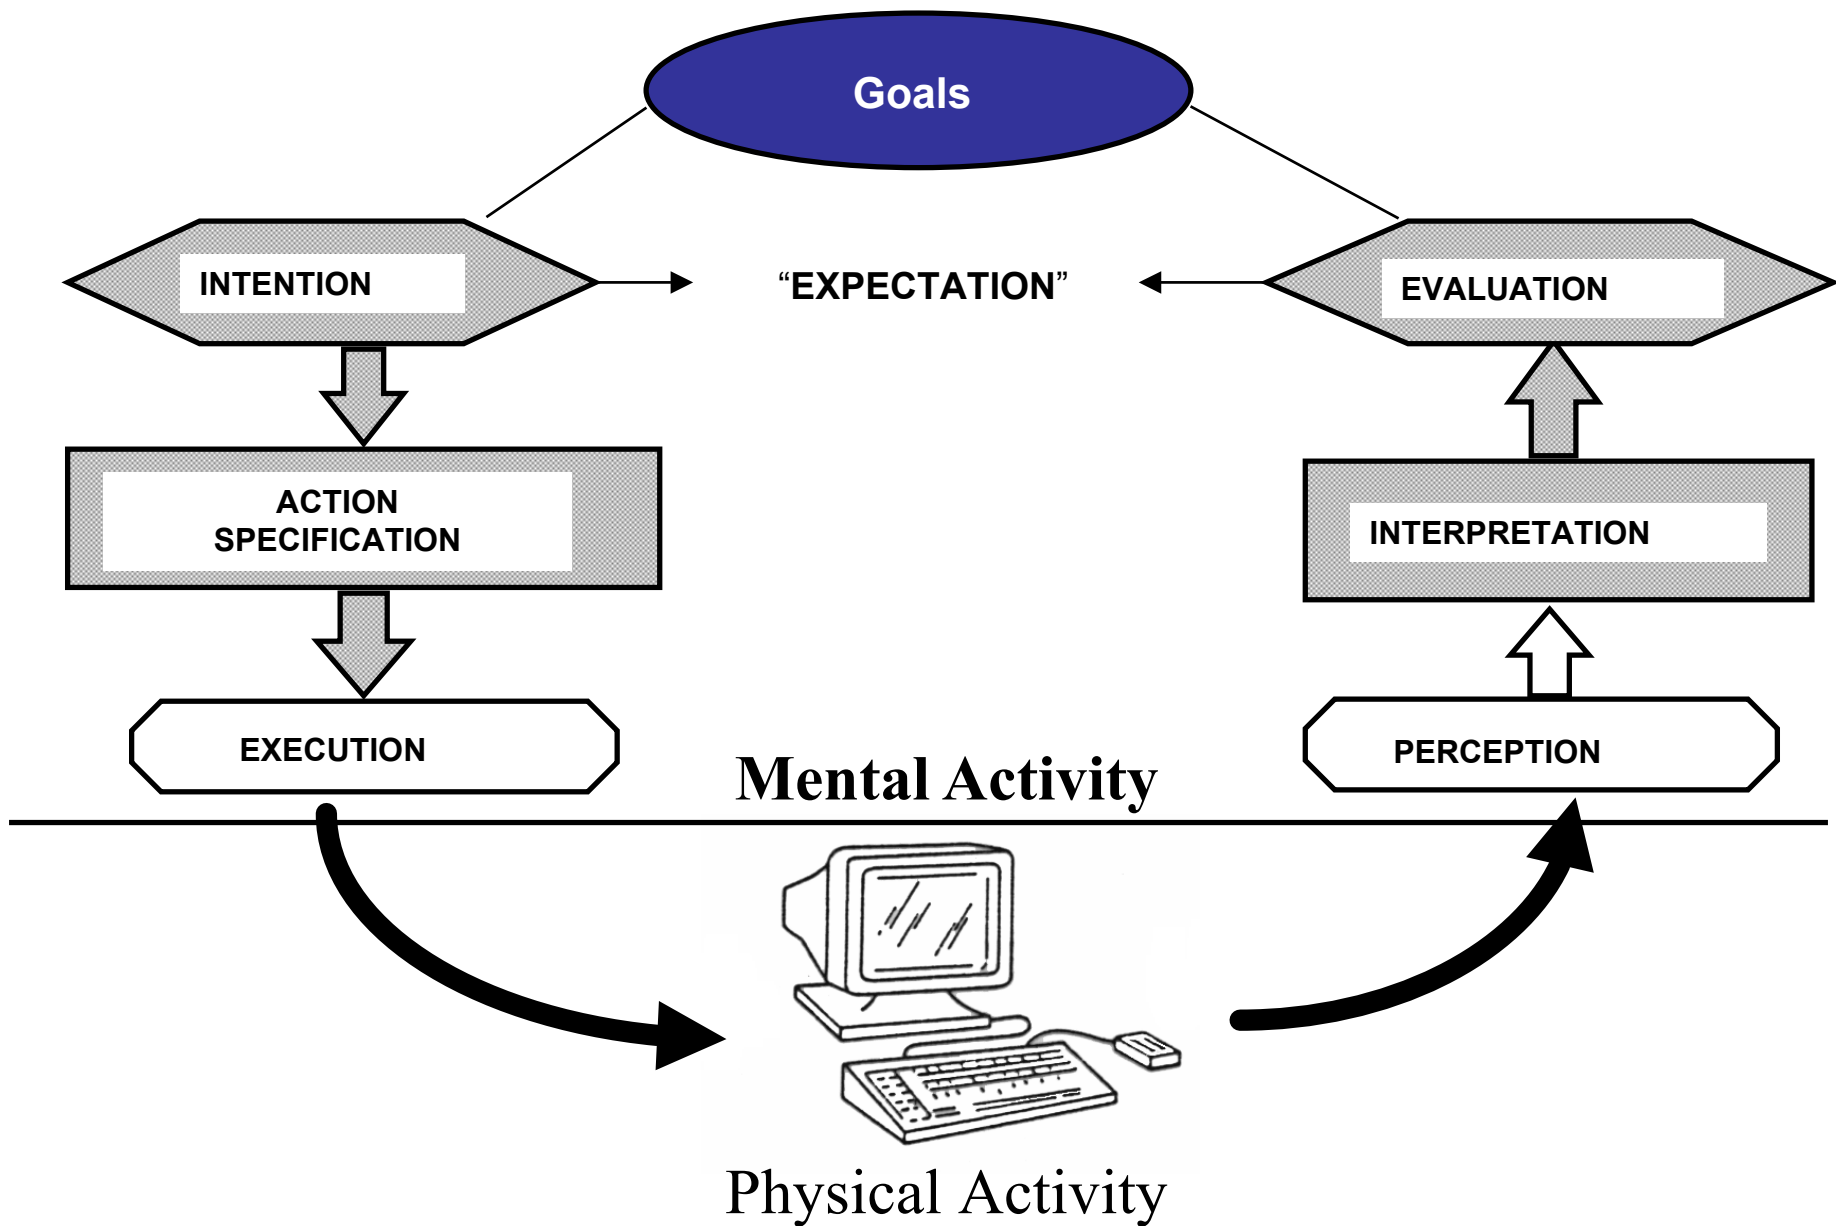 Goals
INTENTION
“EXPECTATION”
EVALUATION
ACTION
SPECIFICATION
INTERPRETATION
EXECUTION
PERCEPTION
Mental Activity
Physical Activity